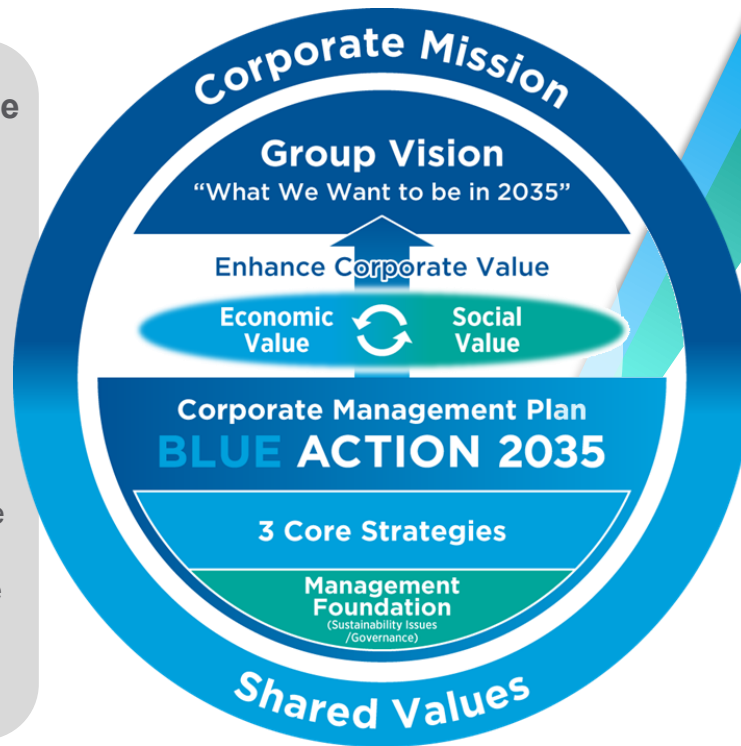 Corporate Mission
Group Vision
“What We Want to be in 2035”
Enhance Corporate Value
Economic
Value
Social
Value
Corporate Management Plan
BLUE ACTION 2035
3 Core Strategies
Management
Foundation
(Sustainability Issues
/Governance)
Shared Values